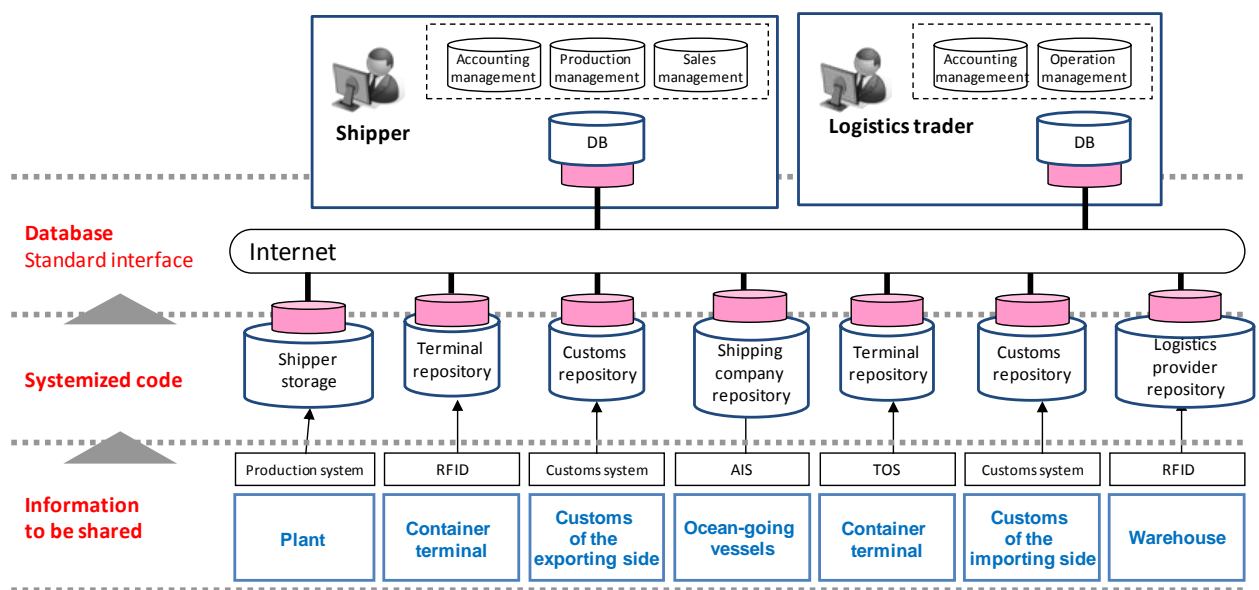 Accounting
management
Production
management
Sales
management
Shipper
DB
Accounting
managemeent
Operation
management
Logistics trader
DB
Database
Standard interface
Internet
Systemized code
Shipper
storage
Terminal
repository
Customs
repository
Shipping
company
repository
Terminal
repository
Customs
repository
Logistics
provider
repository
Information
to be shared
Production system
RFID
Customs system
AIS
TOS
Customs system
RFID
Plant
Container
terminal
Customs
of the
exporting side
Ocean-going
vessels
Container
terminal
Customs
of the
importing side
Warehouse